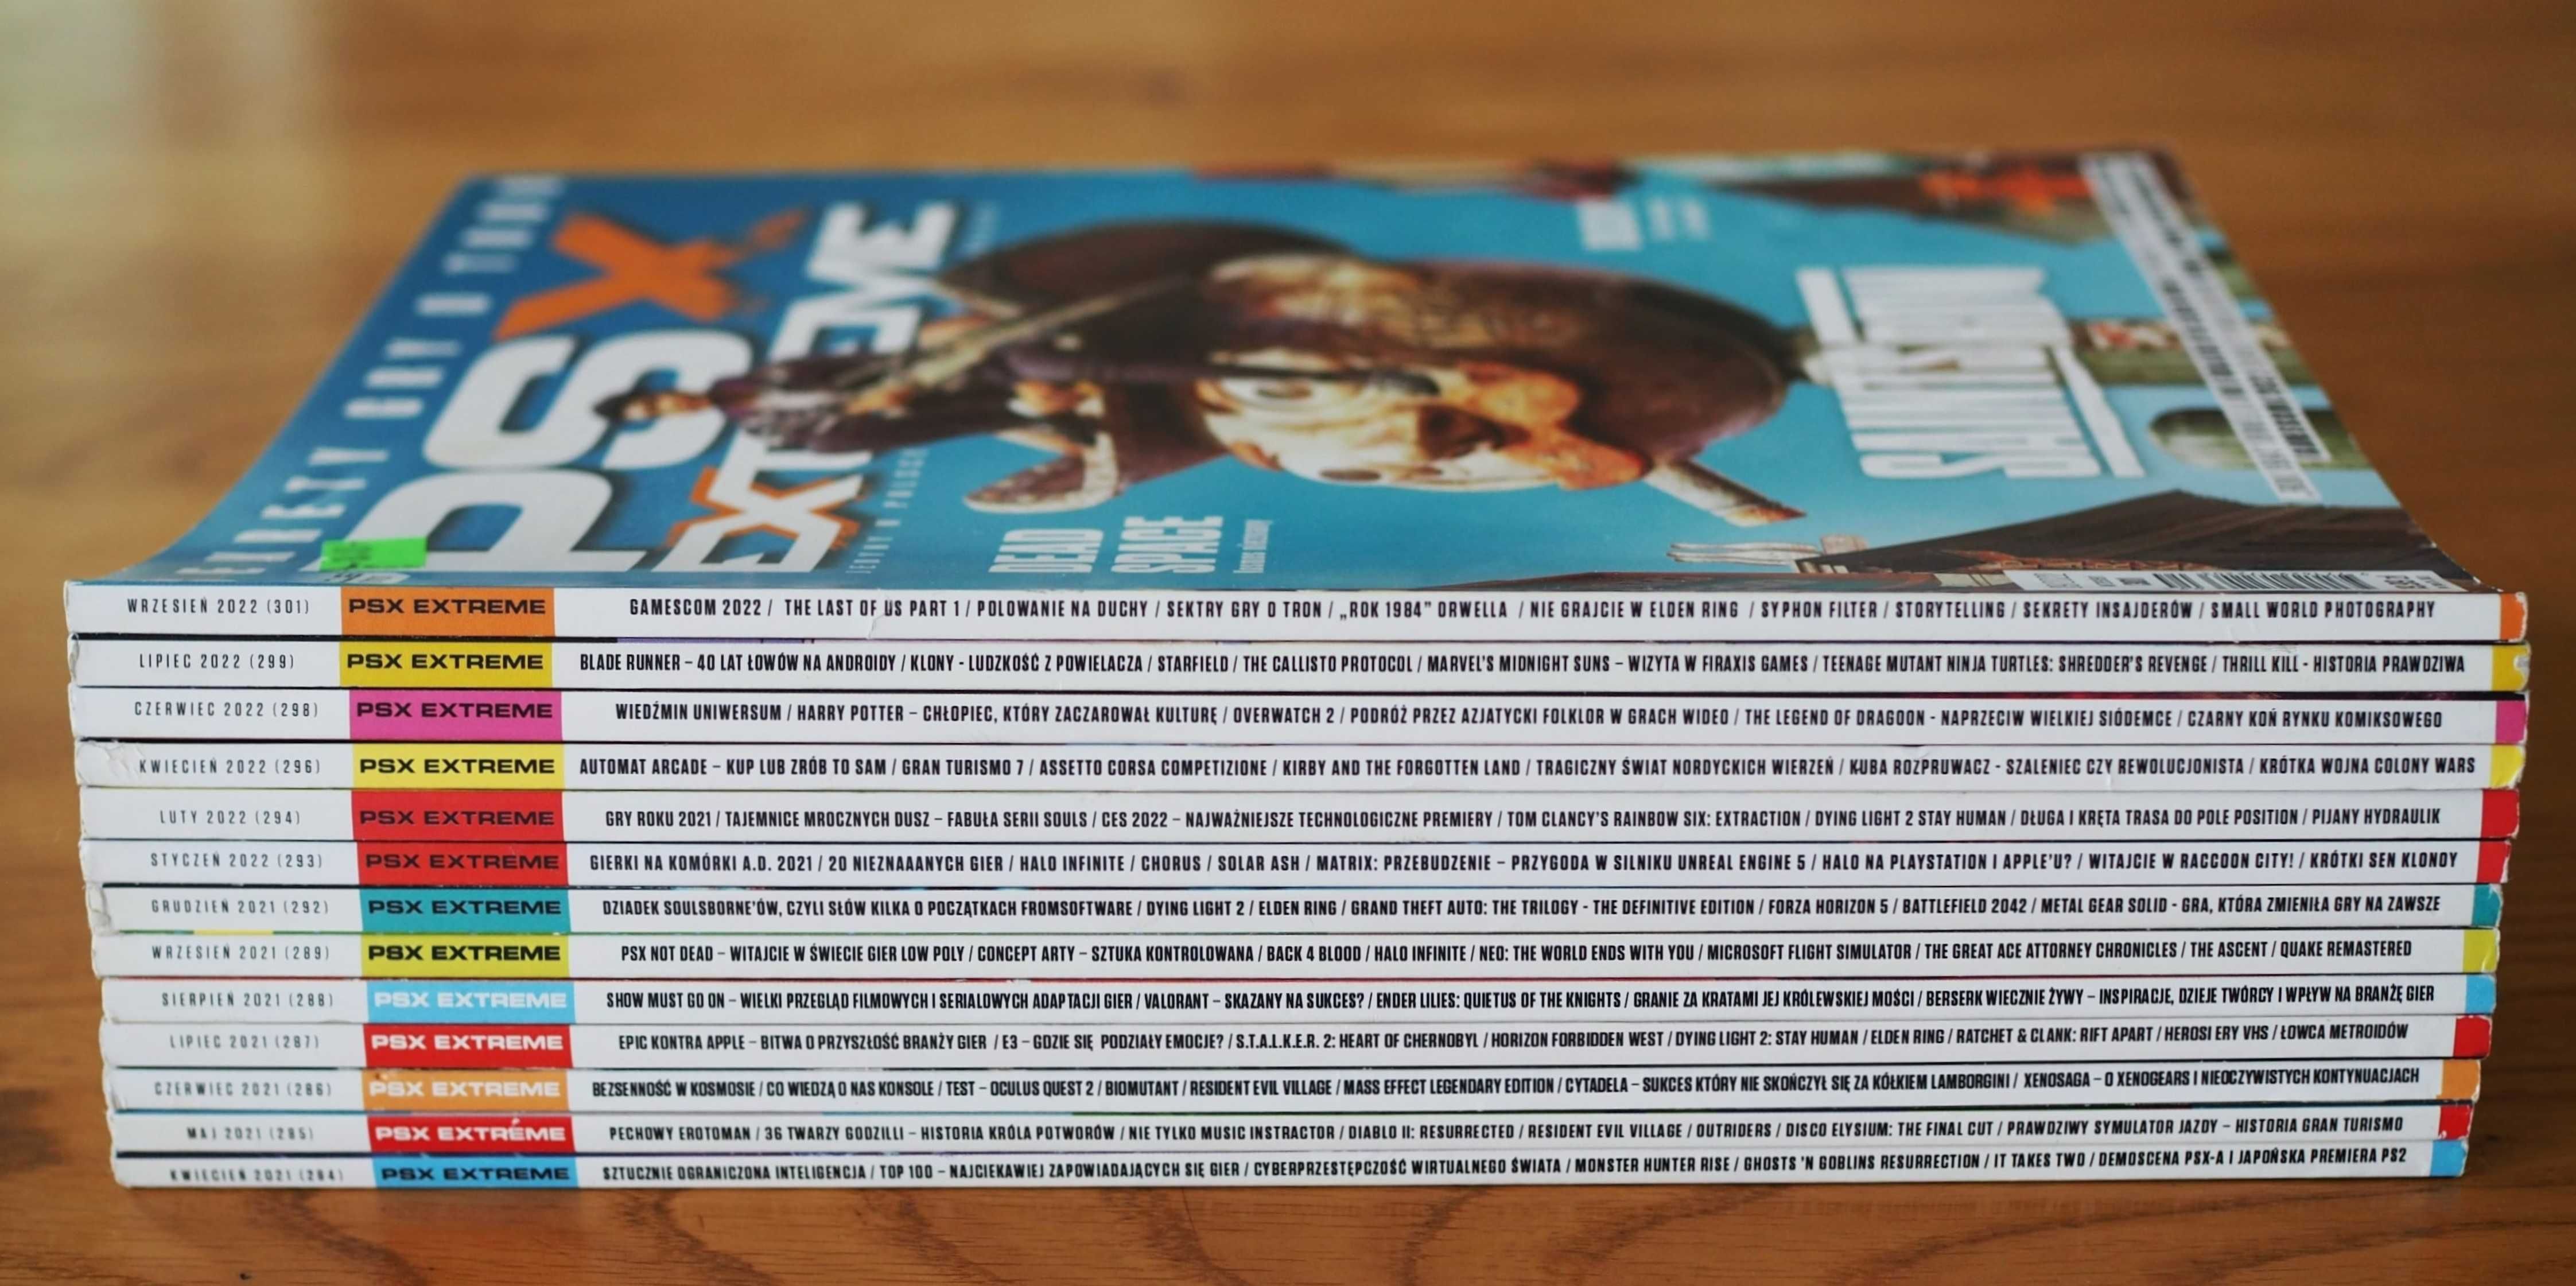 PSX
EXTREME
DEAD
SPACE
WRZESIEŃ 2022 (301) PSX EXTREME GAMESCOM 2022 / THE LAST OF US PART 1 / POLOWANIE NA DUCHY / SEKTRY GRY O TRON / „ROK 1984” ORWELLA / NIE GRAJCIE W ELDEN RING / SYPHON FILTER / STORYTELLING / SEKRETY INSAJDERÓW / SMALL WORLD PHOTOGRAPHY
LIPIEC 2022 (299) PSX EXTREME BLADE RUNNER – 40 LAT ŁOWÓW NA ANDROIDY / KLONY - LUDZKOŚĆ Z POWIELACZA / STARFIELD / THE CALLISTO PROTOCOL / MARVEL'S MIDNIGHT SUNS – WIZYTA W FIRAXIS GAMES / TEENAGE MUTANT NINJA TURTLES: SHREDDER'S REVENGE / THRILL KILL - HISTORIA PRAWDZIWA
CZERWIEC 2022 (298) PSX EXTREME WIEDŹMIN UNIWERSUM / HARRY POTTER – CHŁOPIEC, KTÓRY ZACZAROWAŁ KULTURĘ / OVERWATCH 2 / PODRÓŻ PRZEZ AZJATYCKI FOLKLOR W GRACH WIDEO / THE LEGEND OF DRAGOON - NAPRZECIW WIELKIEJ SIÓDEMCE / CZARNY KOŃ RYNKU KOMIKSOWEGO
KWIECIEŃ 2022 (296) PSX EXTREME AUTOMAT ARCADE – KUP LUB ZRÓB TO SAM / GRAN TURISMO 7 / ASSETTO CORSA COMPETIZIONE / KIRBY AND THE FORGOTTEN LAND / TRAGICZNY ŚWIAT NORDYCKICH WIERZEŃ / KUBA ROZPRUWACZ - SZALENIEC CZY REWOLUCJONISTA / KRÓTKA WOJNA COLONY WARS
LUTY 2022 (294) PSX EXTREME GRY ROKU 2021 / TAJEMNICE MROCZNYCH DUSZ – FABUŁA SERII SOULS / CES 2022 – NAJWAŻNIEJSZE TECHNOLOGICZNE PREMIERY / TOM CLANCY'S RAINBOW SIX: EXTRACTION / DYING LIGHT 2 STAY HUMAN / DŁUGA I KRĘTA TRASA DO POLE POSITION / PIJANY HYDRAULIK
STYCZEŃ 2022 (293) PSX EXTREME GIERKI NA KOMÓRKI A.D. 2021 / 20 NIEZNAAANYCH GIER / HALO INFINITE / CHORUS / SOLAR ASH / MATRIX: PRZEBUDZENIE – PRZYGODA W SILNIKU UNREAL ENGINE 5 / HALO NA PLAYSTATION I APPLE'U? / WITAJCIE W RACCOON CITY! / KRÓTKI SEN KLONOY
GRUDZIEŃ 2021 (292) PSX EXTREME DZIADEK SOULSBORNE'ÓW, CZYLI SŁÓW KILKA O POCZĄTKACH FROMSOFTWARE / DYING LIGHT 2 / ELDEN RING / GRAND THEFT AUTO: THE TRILOGY - THE DEFINITIVE EDITION / FORZA HORIZON 5 / BATTLEFIELD 2042 / METAL GEAR SOLID - GRA, KTÓRA ZMIENIŁA GRY NA ZAWSZE
WRZESIEŃ 2021 (289) PSX EXTREME PSX NOT DEAD – WITAJCIE W ŚWIECIE GIER LOW POLY / CONCEPT ARTY – SZTUKA KONTROLOWANA / BACK 4 BLOOD / HALO INFINITE / NEO: THE WORLD ENDS WITH YOU / MICROSOFT FLIGHT SIMULATOR / THE GREAT ACE ATTORNEY CHRONICLES / THE ASCENT / QUAKE REMASTERED
SIERPIEŃ 2021 (288) PSX EXTREME SHOW MUST GO ON – WIELKI PRZEGLĄD FILMOWYCH I SERIALOWYCH ADAPTACJI GIER / VALORANT – SKAZANY NA SUKCES? / ENDER LILIES: QUIETUS OF THE KNIGHTS / GRANIE ZA KRATAMI JEJ KRÓLEWSKIEJ MOŚCI / BERSERK WIECZNIE ŻYWY – INSPIRACJE, DZIEJE TWÓRCY I WPŁYW NA BRANŻĘ GIER
LIPIEC 2021 (287) PSX EXTREME EPIC KONTRA APPLE – BITWA O PRZYSZŁOŚĆ BRANŻY GIER / E3 – GDZIE SIĘ PODZIAŁY EMOCJE? / S.T.A.L.K.E.R. 2: HEART OF CHERNOBYL / HORIZON FORBIDDEN WEST / DYING LIGHT 2: STAY HUMAN / ELDEN RING / RATCHET & CLANK: RIFT APART / HEROSI ERY VHS / ŁOWCA METROIDÓW
CZERWIEC 2021 (286) PSX EXTREME BEZSENNOŚĆ W KOSMOSIE / CO WIEDZĄ O NAS KONSOLE / TEST – OCULUS QUEST 2 / BIOMUTANT / RESIDENT EVIL VILLAGE / MASS EFFECT LEGENDARY EDITION / CYTADELA – SUKCES KTÓRY NIE SKOŃCZYŁ SIĘ ZA KÓŁKIEM LAMBORGINI / XENOSAGA – O XENOGEARS I NIEOCZYWISTYCH KONTYNUACJACH
MAJ 2021 (285) PSX EXTREME PECHOWY EROTOMAN / 36 TWARZY GODZILLI – HISTORIA KRÓLA POTWORÓW / NIE TYLKO MUSIC INSTRACTOR / DIABLO II: RESURRECTED / RESIDENT EVIL VILLAGE / OUTRIDERS / DISCO ELYSIUM: THE FINAL CUT / PRAWDZIWY SYMULATOR JAZDY – HISTORIA GRAN TURISMO
KWIECIEŃ 2021 (284) PSX EXTREME SZTUCZNIE OGRANICZONA INTELIGENCJA / TOP 100 – NAJCIEKAWIEJ ZAPOWIADAJĄCYCH SIĘ GIER / CYBERPRZESTĘPCZOŚĆ WIRTUALNEGO ŚWIATA / MONSTER HUNTER RISE / GHOSTS 'N GOBLINS RESURRECTION / IT TAKES TWO / DEMOSCENA PSX-A I JAPOŃSKA PREMIERA PS2